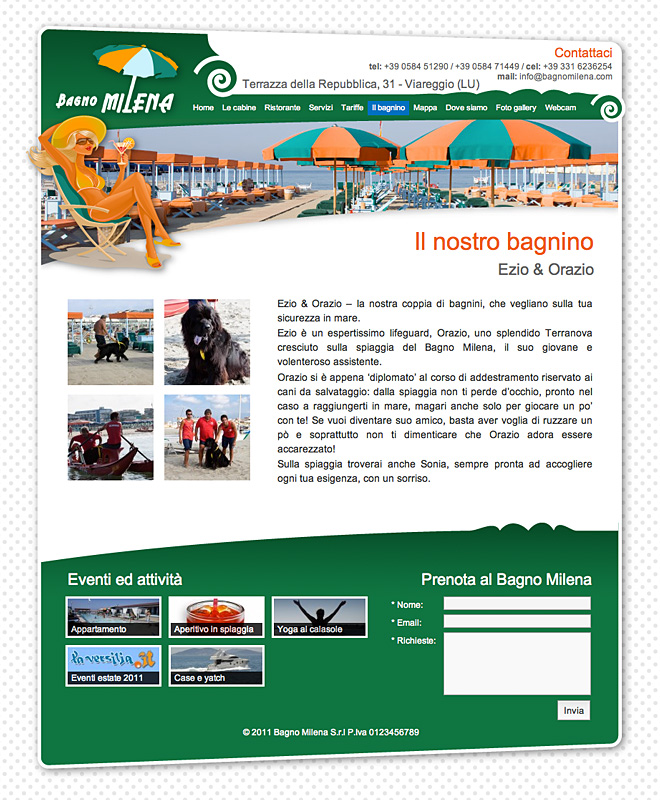 Contattaci
tel: +39 0584 51290 / +39 0584 71449 / cel: +39 331 6236254
mail: info@bagnomilena.com
Terrazza della Repubblica, 31 - Viareggio (LU)
Bagno MILENA
Home La cabine Ristorante Servizi Tariffe Il bagnino Mappa Dove siamo Foto gallery Webcam
Il nostro bagnino
Ezio & Orazio
Ezio & Orazio – la nostra coppia di bagnini, che vegliano sulla tua
sicurezza in mare.
Ezio è un espertissimo lifeguard, Orazio, uno splendido Terranova
cresciuto sulla spiaggia del Bagno Milena, il suo giovane e
volenteroso assistente.
Orazio si è appena ‘diplomato’ al corso di addestramento riservato ai
cani da salvataggio: dalla spiaggia non ti perde d’occhio, pronto nel
caso a raggiungerti in mare, magari anche solo per giocare un po’
con te! Se vuoi diventare suo amico, basta aver voglia di ruzzare un
pò e soprattutto non ti dimenticare che Orazio adora essere
accarezzato!
Sulla spiaggia troverai anche Sonia, sempre pronta ad accogliere
ogni tua esigenza, con un sorriso.
Eventi ed attività
Appartamento
Aperitivo in spiaggia
Yoga al calasole
la versilia.it
Eventi estate 2011
Case e yatch
Prenota al Bagno Milena
* Nome:
* Email:
* Richieste:
Invia
© 2011 Bagno Milena S.r.l P.Iva 0123456789